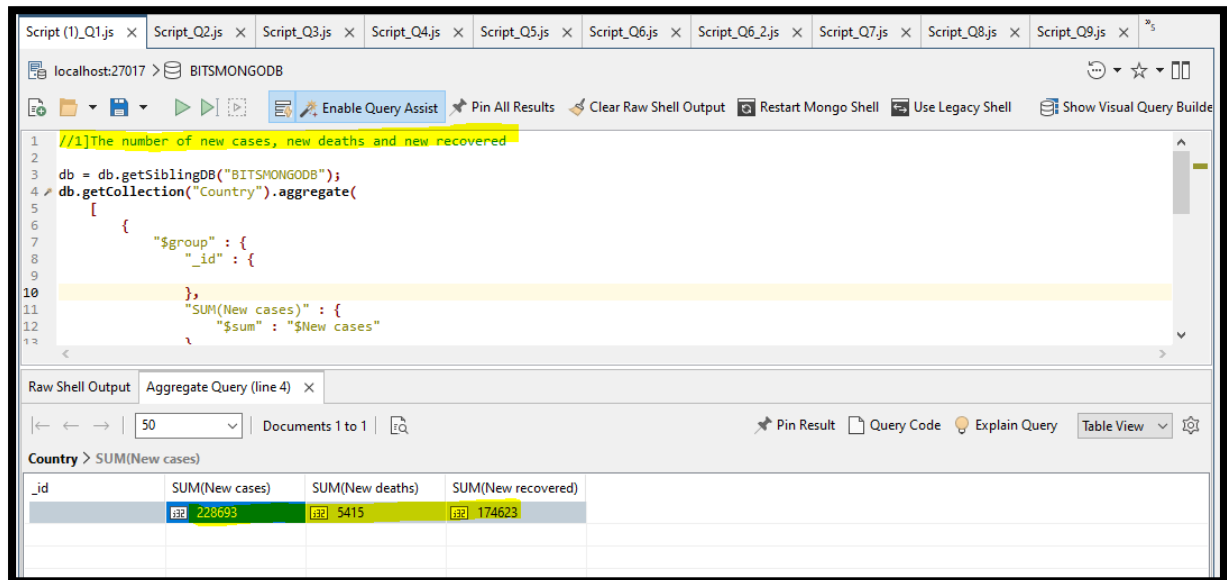 Script (1)_Q1.js × Script_Q2.js × Script_Q3.js × Script_Q4.js × Script_Q5.js × Script_Q6.js × Script_Q6_2.js × Script_Q7.js × Script_Q8.js × Script_Q9.js × »5
localhost:27017 > BITSMONGODB
Enable Query Assist Pin All Results Clear Raw Shell Output Restart Mongo Shell Use Legacy Shell Show Visual Query Builde
1 //1]The number of new cases, new deaths and new recovered
2
3 db = db.getSiblingDB("BITSMONGODB");
4 db.getCollection("Country").aggregate(
5 [
6 {
7 "$group" : {
8 "_id" : {
9
10 },
11 "SUM(New cases)" : {
12 "$sum" : "$New cases"
13 }
Raw Shell Output Aggregate Query (line 4) ×
50 Documents 1 to 1 Pin Result Query Code Explain Query Table View
Country > SUM(New cases)
_id SUM(New cases) SUM(New deaths) SUM(New recovered)
i32 228693 i32 5415 i32 174623